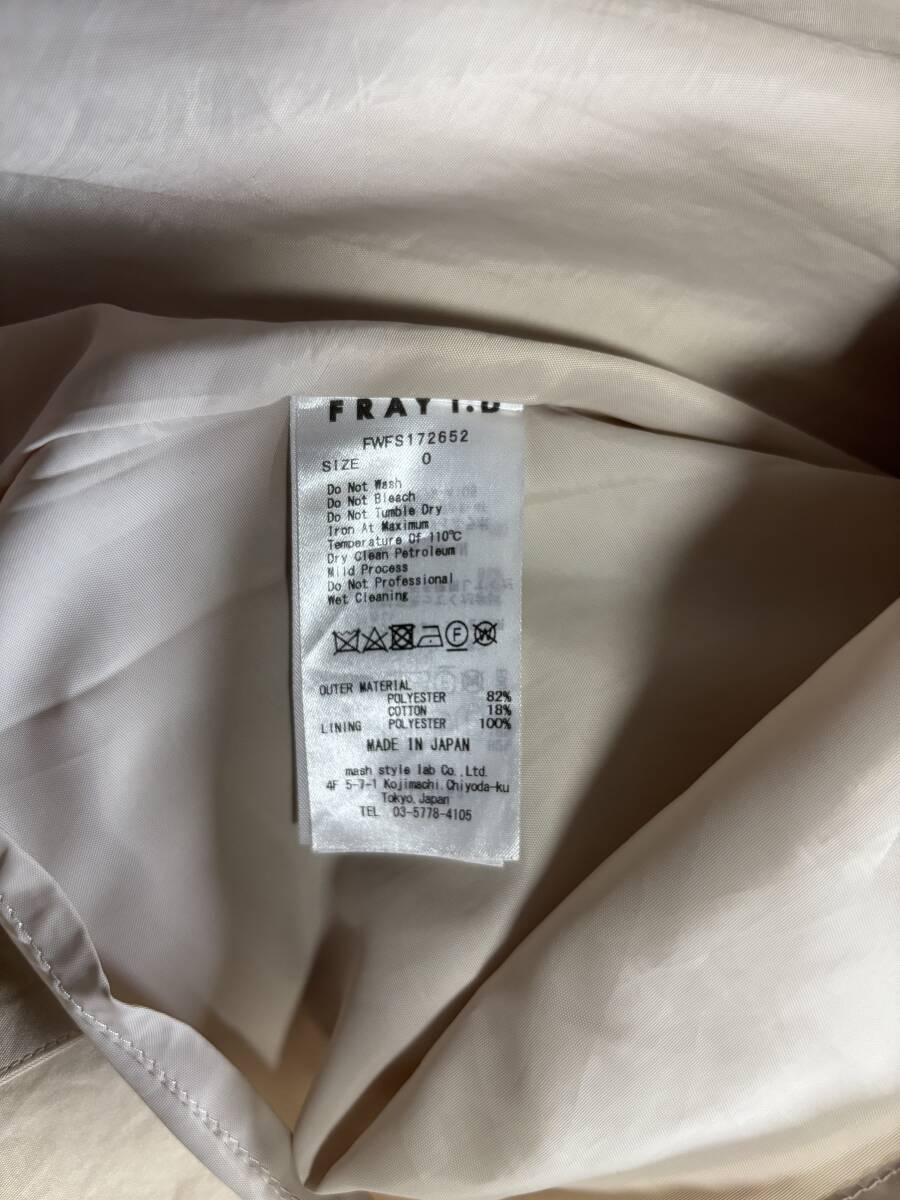 FRAY I.D
FWFS172652
SIZE 0
Do Not Wash
Do Not Bleach
Do Not Tumble Dry
Iron At Maximum
Temperature Of 110℃
Dry Clean Petroleum
Mild Process
Do Not Professional
Wet Cleaning
F W
OUTER MATERIAL
POLYESTER 82%
COTTON 18%
LINING POLYESTER 100%
MADE IN JAPAN
mash style lab Co.,Ltd.
4F 5-7-1 Kojimachi.Chiyoda-ku
Tokyo.Japan
TEL 03-5778-4105